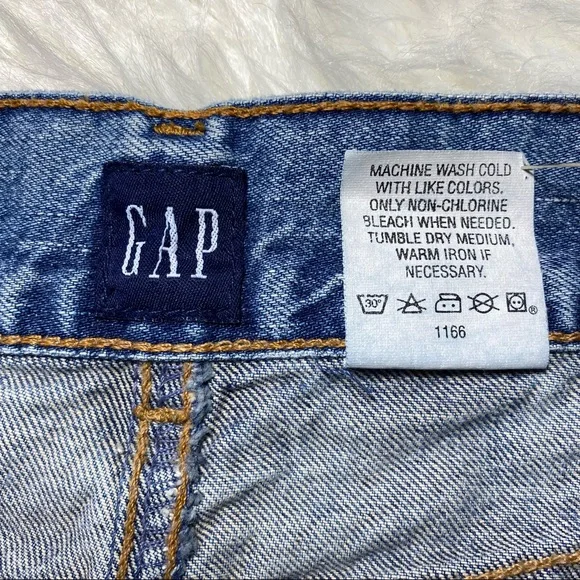 GAP
MACHINE WASH COLD
WITH LIKE COLORS.
ONLY NON-CHLORINE
BLEACH WHEN NEEDED.
TUMBLE DRY MEDIUM,
WARM IRON IF
NECESSARY.
30° ®
1166